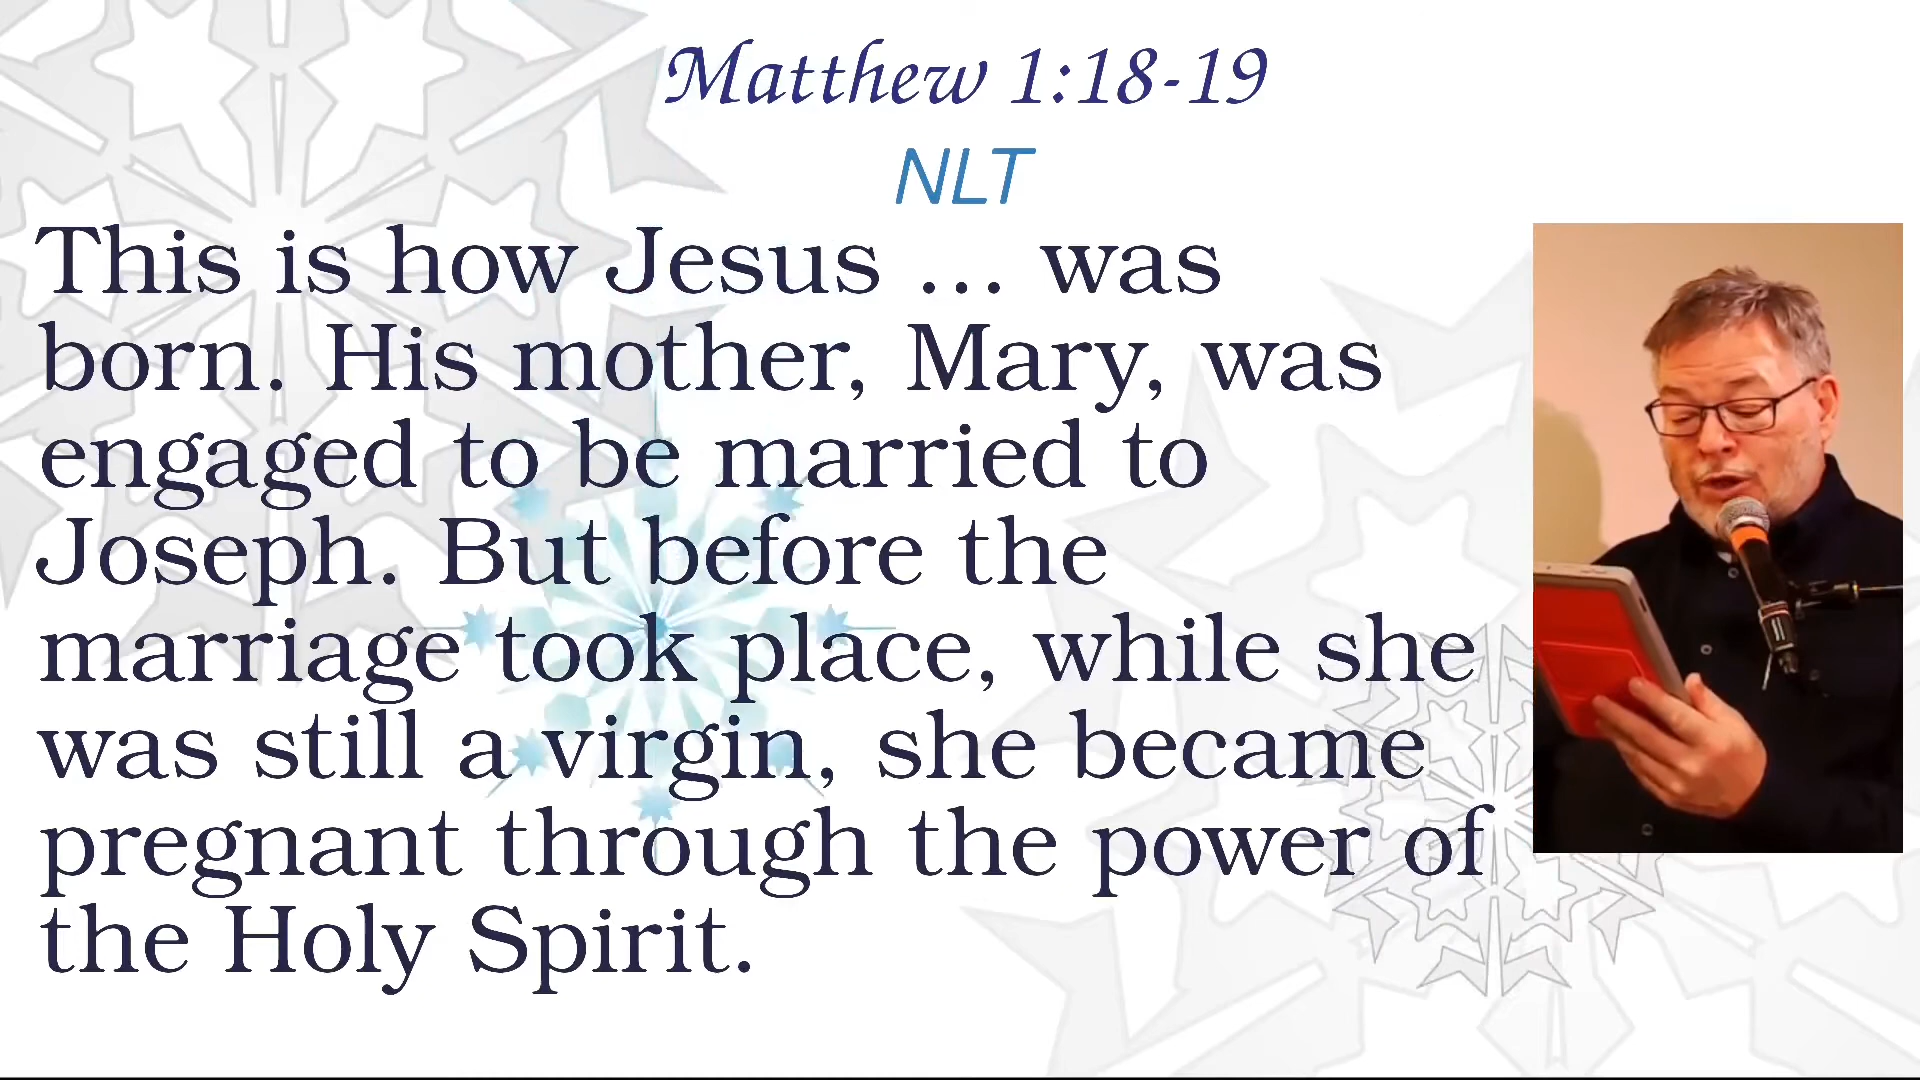 Matthew 1:18-19
NLT
This is how Jesus ... was
born. His mother, Mary, was
engaged to be married to
Joseph. But before the
marriage took place, while she
was still a virgin, she became
pregnant through the power of
the Holy Spirit.